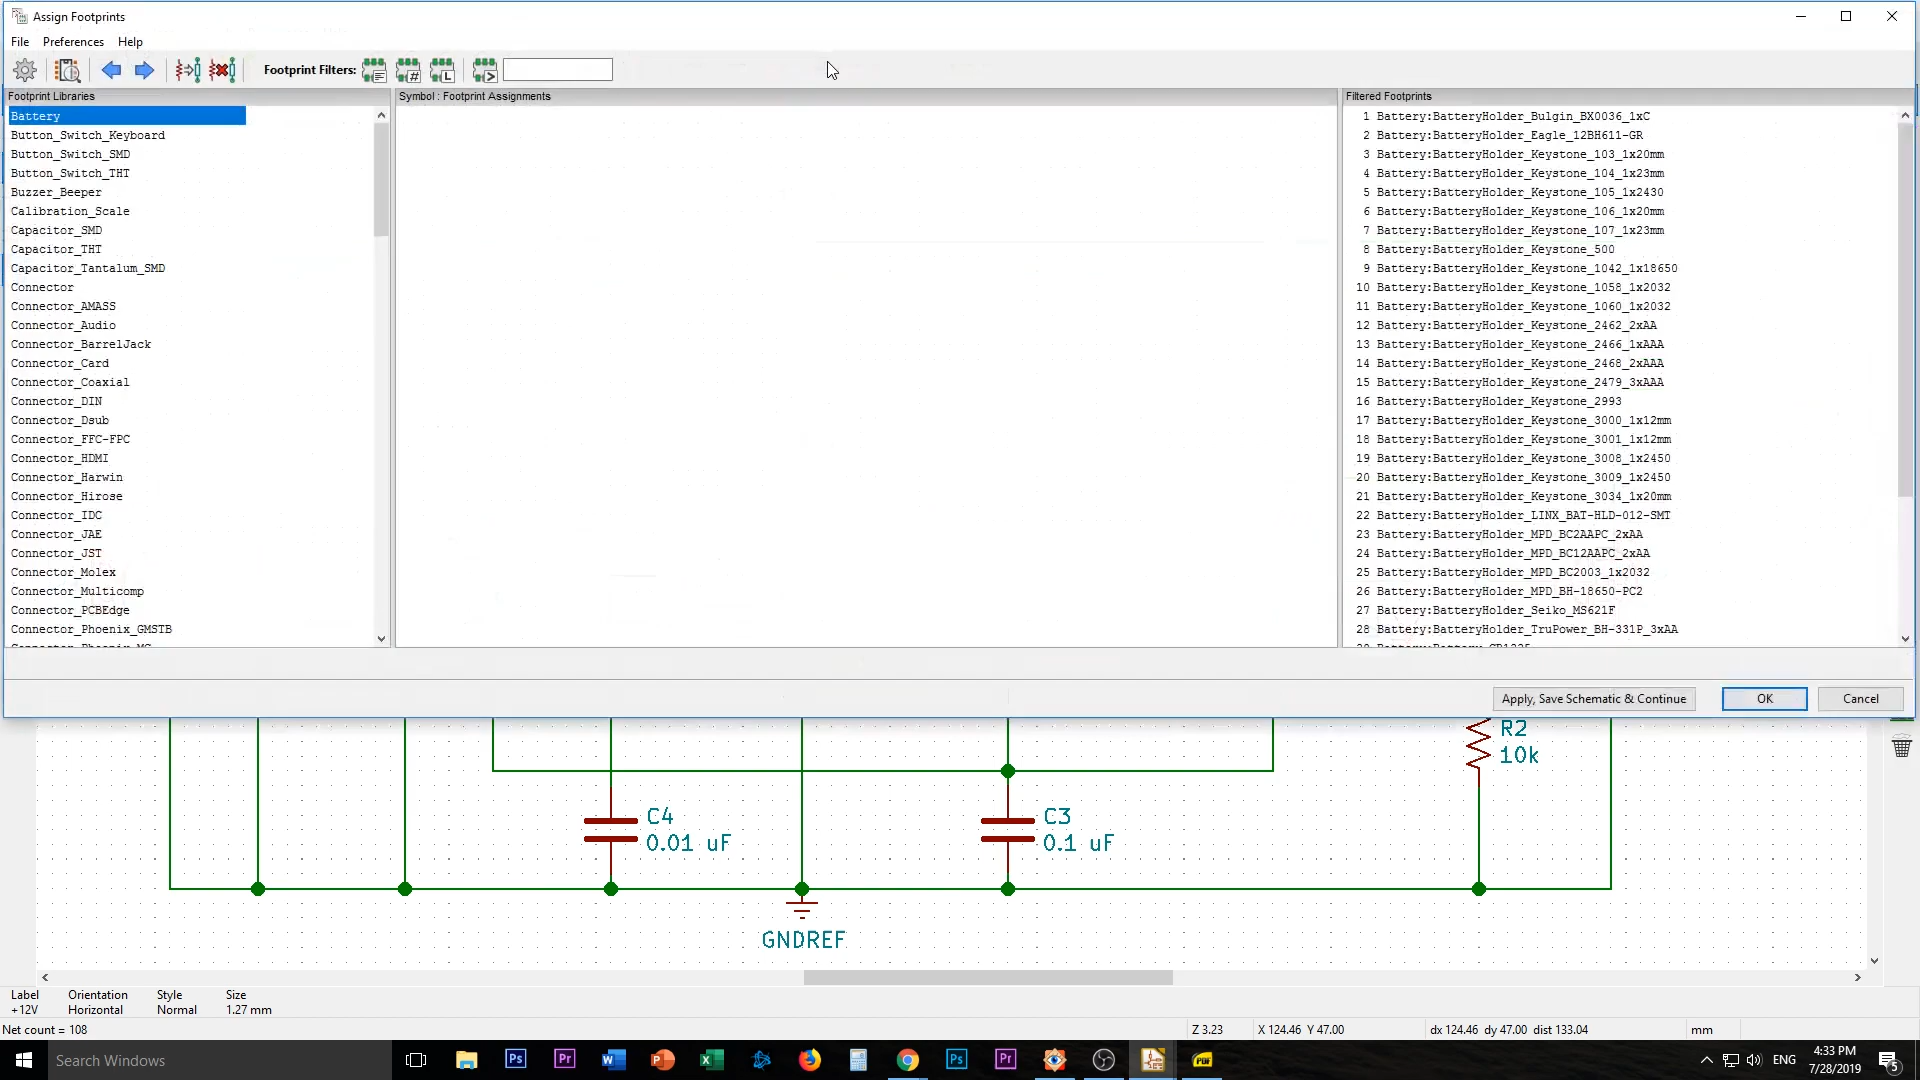 Assign Footprints
File Preferences Help
Footprint Filters:
Footprint Libraries
Symbol : Footprint Assignments
Filtered Footprints
Battery
Button_Switch_Keyboard
Button_Switch_SMD
Button_Switch_THT
Buzzer_Beeper
Calibration_Scale
Capacitor_SMD
Capacitor_THT
Capacitor_Tantalum_SMD
Connector
Connector_AMASS
Connector_Audio
Connector_BarrelJack
Connector_Card
Connector_Coaxial
Connector_DIN
Connector_Dsub
Connector_FFC-FPC
Connector_HDMI
Connector_Harwin
Connector_Hirose
Connector_IDC
Connector_JAE
Connector_JST
Connector_Molex
Connector_Multicomp
Connector_PCBEdge
Connector_Phoenix_GMSTB
1 Battery:BatteryHolder_Bulgin_BX0036_1xC
2 Battery:BatteryHolder_Eagle_12BH611-GR
3 Battery:BatteryHolder_Keystone_103_1x20mm
4 Battery:BatteryHolder_Keystone_104_1x23mm
5 Battery:BatteryHolder_Keystone_105_1x2430
6 Battery:BatteryHolder_Keystone_106_1x20mm
7 Battery:BatteryHolder_Keystone_107_1x23mm
8 Battery:BatteryHolder_Keystone_500
9 Battery:BatteryHolder_Keystone_1042_1x18650
10 Battery:BatteryHolder_Keystone_1058_1x2032
11 Battery:BatteryHolder_Keystone_1060_1x2032
12 Battery:BatteryHolder_Keystone_2462_2xAA
13 Battery:BatteryHolder_Keystone_2466_1xAAA
14 Battery:BatteryHolder_Keystone_2468_2xAAA
15 Battery:BatteryHolder_Keystone_2479_3xAAA
16 Battery:BatteryHolder_Keystone_2993
17 Battery:BatteryHolder_Keystone_3000_1x12mm
18 Battery:BatteryHolder_Keystone_3001_1x12mm
19 Battery:BatteryHolder_Keystone_3008_1x2450
20 Battery:BatteryHolder_Keystone_3009_1x2450
21 Battery:BatteryHolder_Keystone_3034_1x20mm
22 Battery:BatteryHolder_LINX_BAT-HLD-012-SMT
23 Battery:BatteryHolder_MPD_BC2AAPC_2xAA
24 Battery:BatteryHolder_MPD_BC12AAPC_2xAA
25 Battery:BatteryHolder_MPD_BC2003_1x2032
26 Battery:BatteryHolder_MPD_BH-18650-PC2
27 Battery:BatteryHolder_Seiko_MS621F
28 Battery:BatteryHolder_TruPower_BH-331P_3xAA
Apply, Save Schematic & Continue
OK
Cancel
R2
10k
C4
0.01 uF
C3
0.1 uF
GNDREF
Label Orientation Style Size
+12V Horizontal Normal 1.27 mm
Net count = 108
Z 3.23
X 124.46 Y 47.00
dx 124.46 dy 47.00 dist 133.04
mm
Search Windows
ENG
4:33 PM
7/28/2019
5